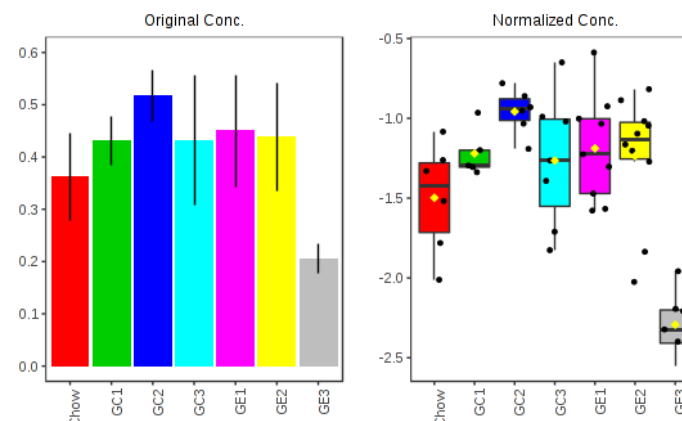 Original Conc.
0.6
0.5
0.4
0.3
0.2
0.1
0.0
Chow
GC1
GC2
GC3
GE1
GE2
GE3
Normalized Conc.
-0.5
-1.0
-1.5
-2.0
-2.5
Chow
GC1
GC2
GC3
GE1
GE2
GE3